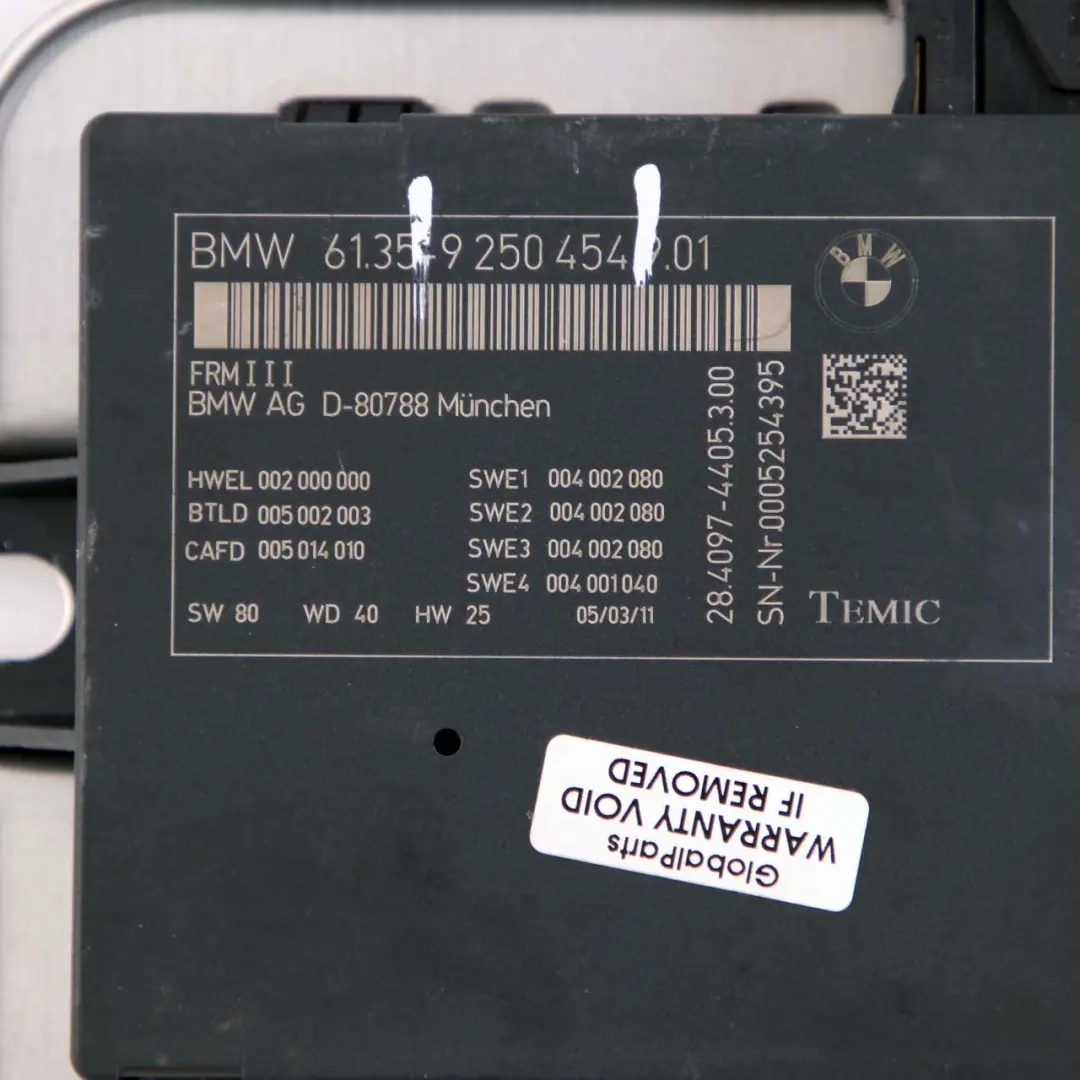 BMW 61.35-9 250 454 9.01
BMW
FRM III
BMW AG D-80788 München
HWEL 002 000 000
BTLD 005 002 003
CAFD 005 014 010
SWE1 004 002 080
SWE2 004 002 080
SWE3 004 002 080
SWE4 004 001 040
SW 80 WD 40 HW 25 05/03/11
28.4097-4405.3.00
SN-Nr.0005254395
TEMIC
GlobalParts
WARRANTY VOID
IF REMOVED